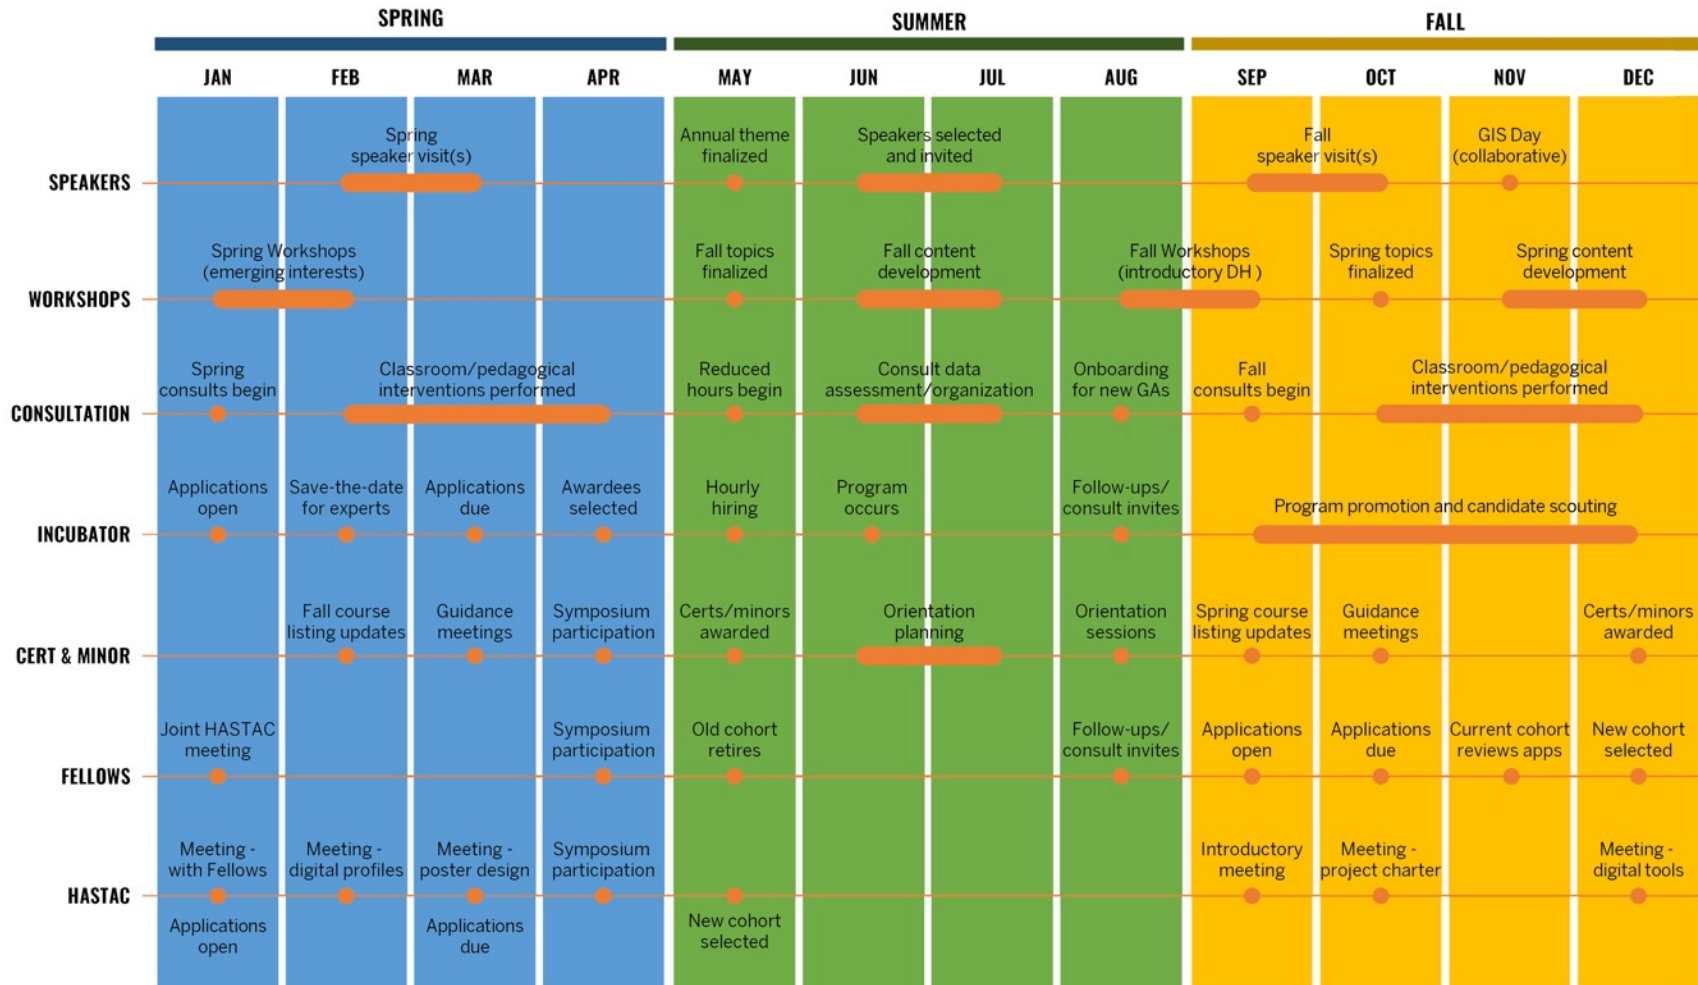 SPRING
SUMMER
FALL
JAN
FEB
MAR
APR
MAY
JUN
JUL
AUG
SEP
OCT
NOV
DEC
SPEAKERS
Spring
speaker visit(s)
Annual theme
finalized
Speakers selected
and invited
Fall
speaker visit(s)
GIS Day
(collaborative)
WORKSHOPS
Spring Workshops
(emerging interests)
Fall topics
finalized
Fall content
development
Fall Workshops
(introductory DH )
Spring topics
finalized
Spring content
development
CONSULTATION
Spring
consults begin
Classroom/pedagogical
interventions performed
Reduced
hours begin
Consult data
assessment/organization
Onboarding
for new GAs
Fall
consults begin
Classroom/pedagogical
interventions performed
INCUBATOR
Applications
open
Save-the-date
for experts
Applications
due
Awardees
selected
Hourly
hiring
Program
occurs
Follow-ups/
consult invites
Program promotion and candidate scouting
CERT & MINOR
Fall course
listing updates
Guidance
meetings
Symposium
participation
Certs/minors
awarded
Orientation
planning
Orientation
sessions
Spring course
listing updates
Guidance
meetings
Certs/minors
awarded
FELLOWS
Joint HASTAC
meeting
Symposium
participation
Old cohort
retires
Follow-ups/
consult invites
Applications
open
Applications
due
Current cohort
reviews apps
New cohort
selected
HASTAC
Meeting -
with Fellows
Meeting -
digital profiles
Meeting -
poster design
Symposium
participation
Introductory
meeting
Meeting -
project charter
Meeting -
digital tools
Applications
open
Applications
due
New cohort
selected